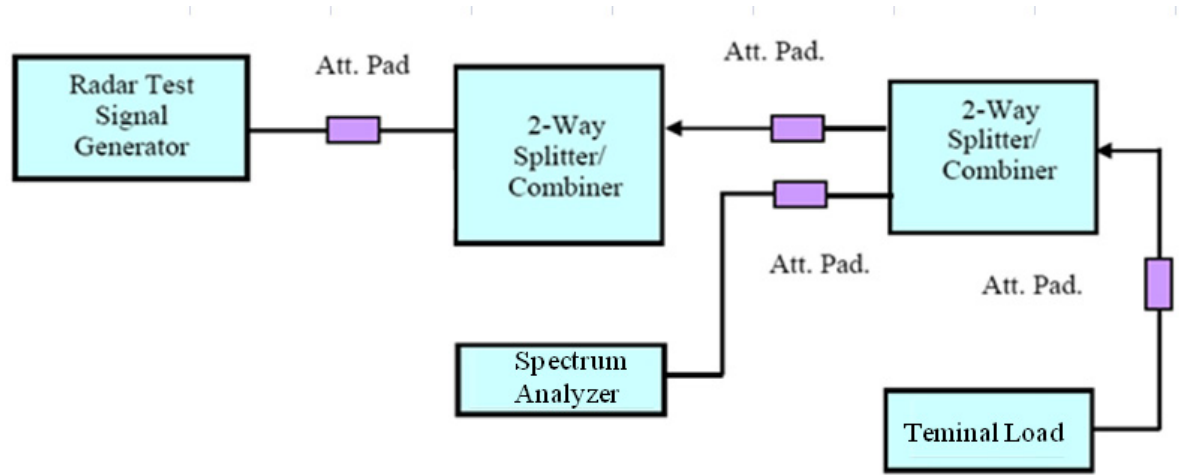 Radar Test
Signal
Generator
Att. Pad
2-Way
Splitter/
Combiner
Att. Pad.
2-Way
Splitter/
Combiner
Att. Pad.
Att. Pad.
Spectrum
Analyzer
Teminal Load